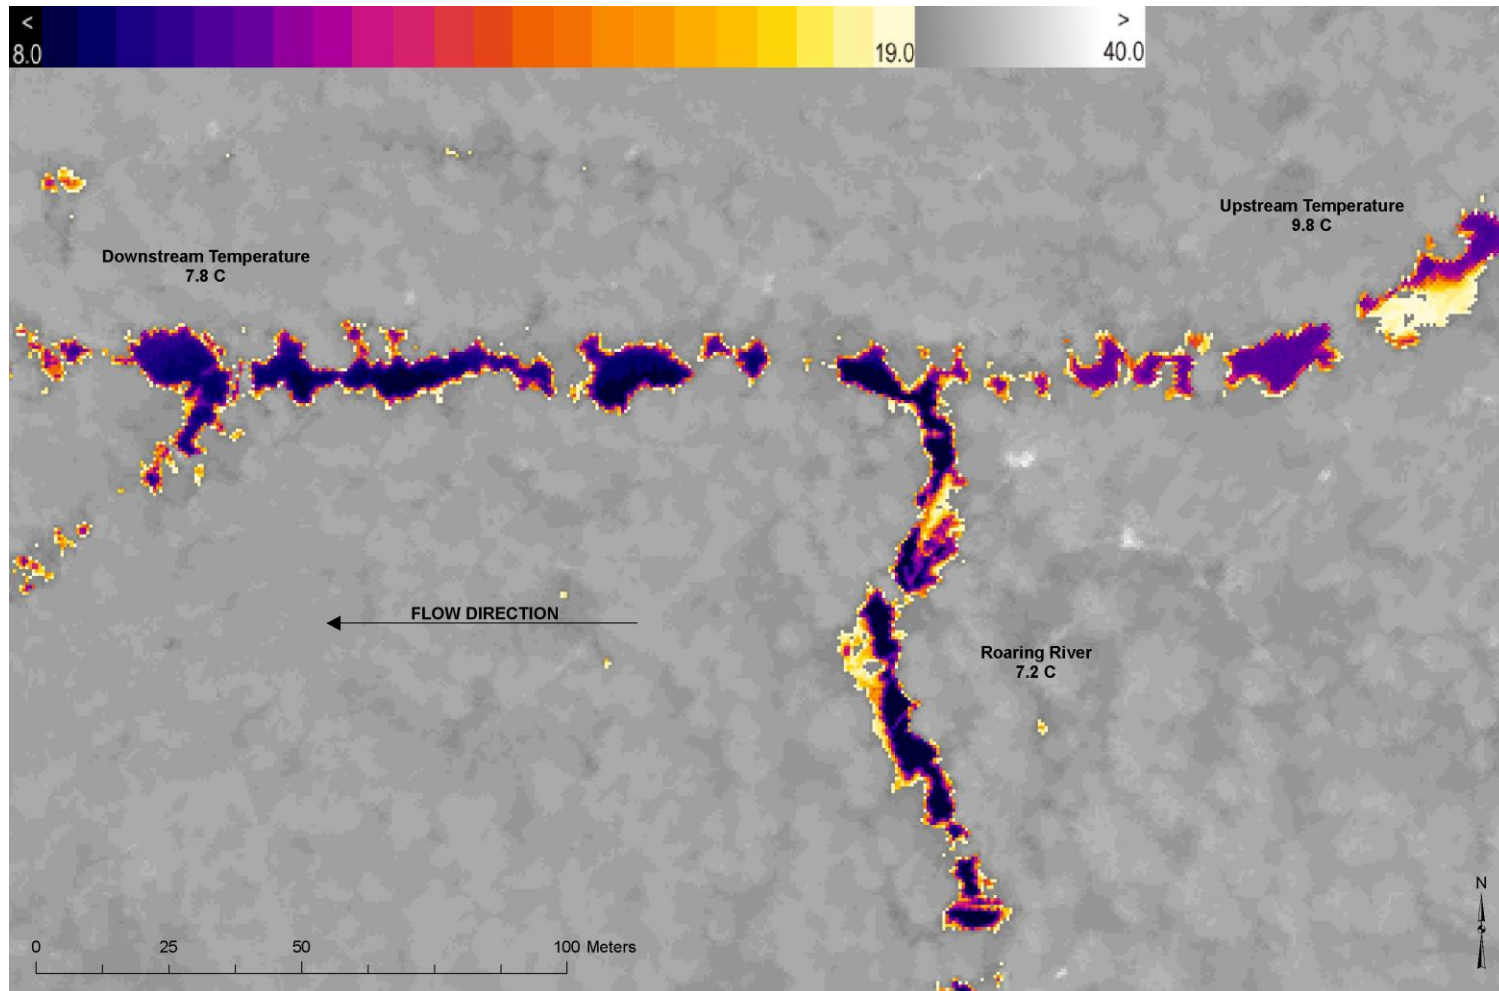 < >
8.0 19.0 40.0
Upstream Temperature
9.8 C
Downstream Temperature
7.8 C
FLOW DIRECTION
Roaring River
7.2 C
N
0 25 50 100 Meters